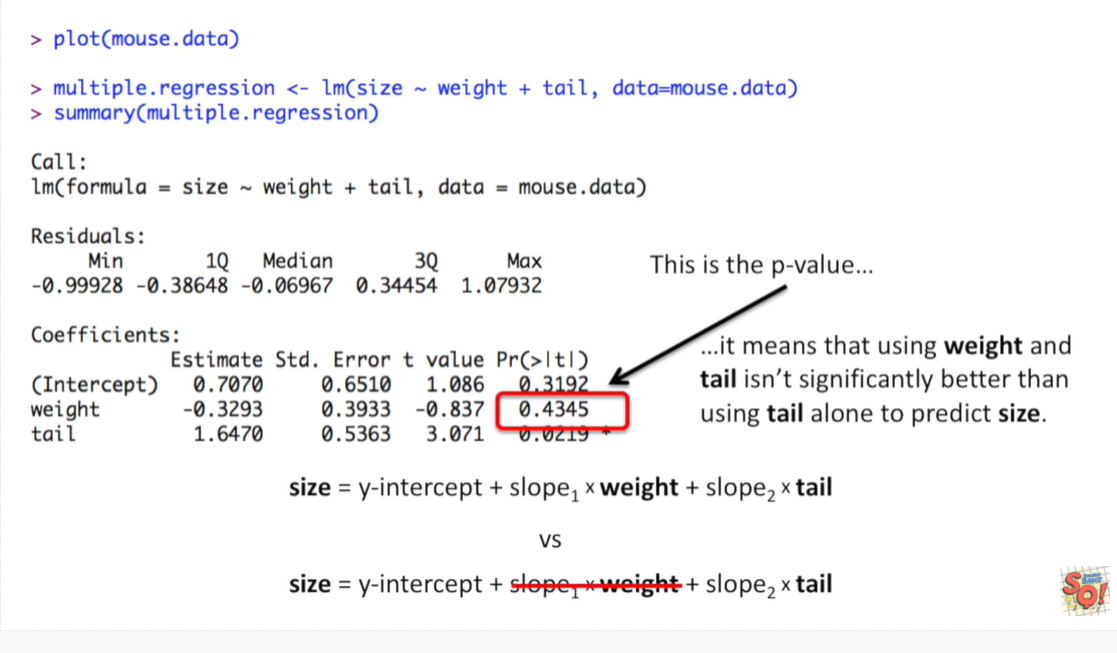 > plot(mouse.data)
> multiple.regression <- lm(size ~ weight + tail, data=mouse.data)
> summary(multiple.regression)
Call:
lm(formula = size ~ weight + tail, data = mouse.data)
Residuals:
Min 1Q Median 3Q Max
-0.99928 -0.38648 -0.06967 0.34454 1.07932
This is the p-value...
Coefficients:
Estimate Std. Error t value Pr(>|t|)
(Intercept) 0.7070 0.6510 1.086 0.3192
weight -0.3293 0.3933 -0.837 0.4345
tail 1.6470 0.5363 3.071 0.0219 *
...it means that using weight and
tail isn't significantly better than
using tail alone to predict size.
size = y-intercept + slope₁ x weight + slope₂ x tail
vs
size = y-intercept + slope₁ x weight + slope₂ x tail
SQ!